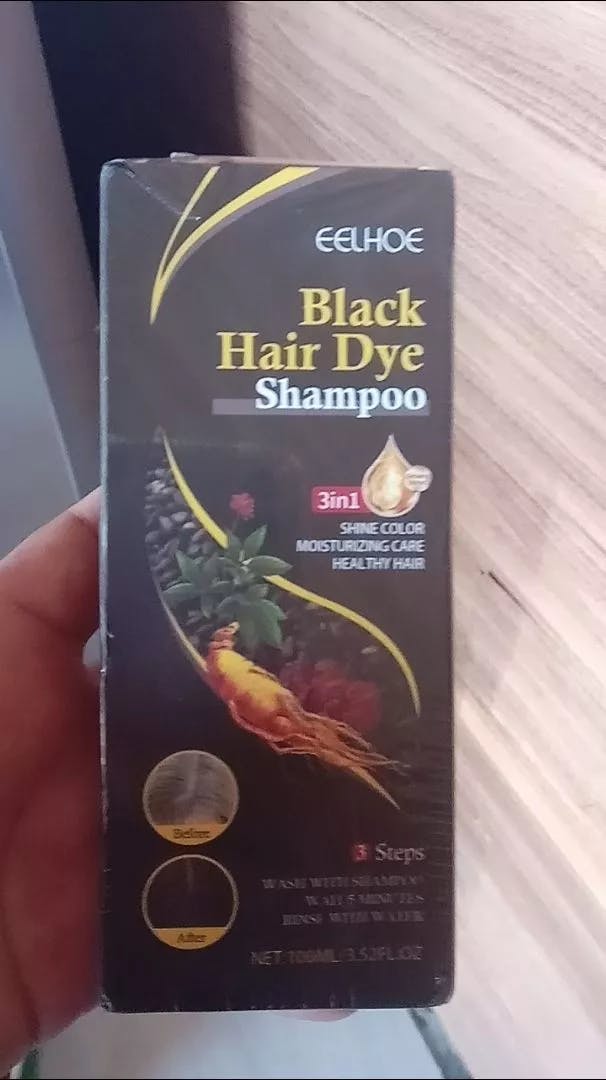 EELHOE
Black
Hair Dye
Shampoo
3in1
SHINE COLOR
MOISTURIZING CARE
HEALTHY HAIR
Before
After
3 Steps
WASH WITH SHAMPOO
WAIT 5 MINUTES
RINSE WITH WATER
NET:100ML/3.52FL.OZ